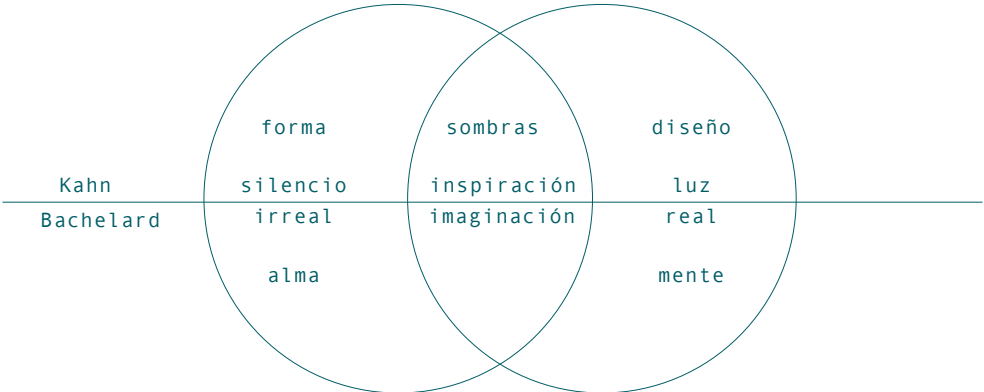 forma sombras diseño
Kahn silencio inspiración luz
Bachelard irreal imaginación real
alma mente